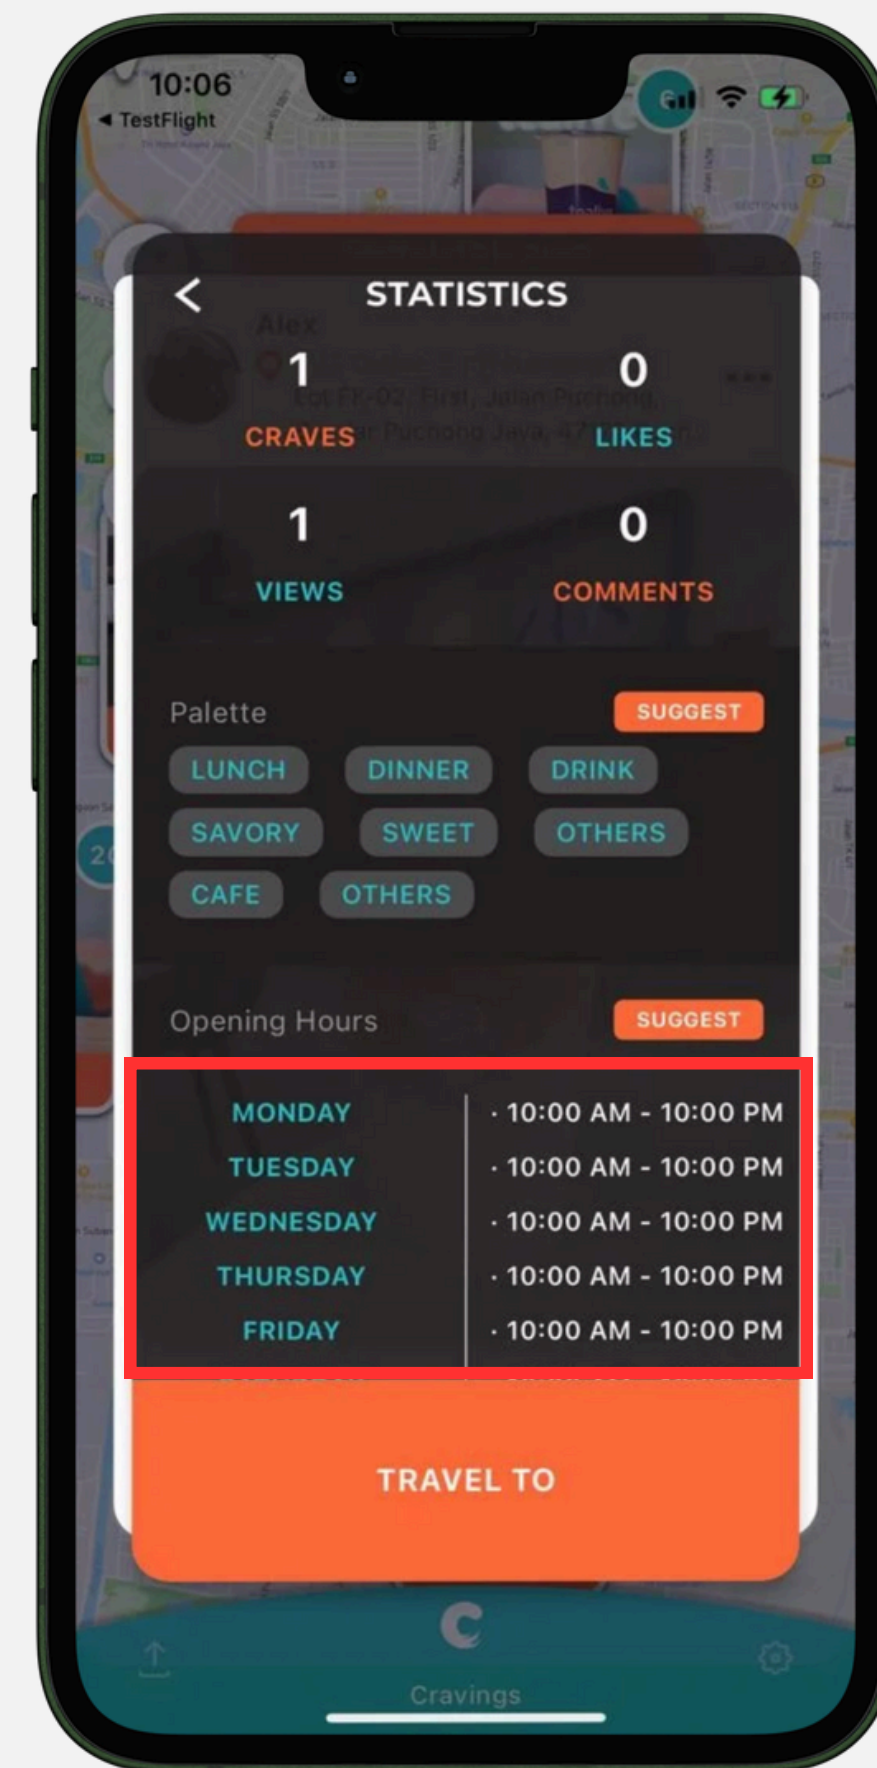 10:06
◀ TestFlight
STATISTICS
Alex
1 0
CRAVES LIKES
1 0
VIEWS COMMENTS
Palette SUGGEST
LUNCH DINNER DRINK
SAVORY SWEET OTHERS
CAFE OTHERS
Opening Hours SUGGEST
MONDAY · 10:00 AM - 10:00 PM
TUESDAY · 10:00 AM - 10:00 PM
WEDNESDAY · 10:00 AM - 10:00 PM
THURSDAY · 10:00 AM - 10:00 PM
FRIDAY · 10:00 AM - 10:00 PM
TRAVEL TO
Cravings